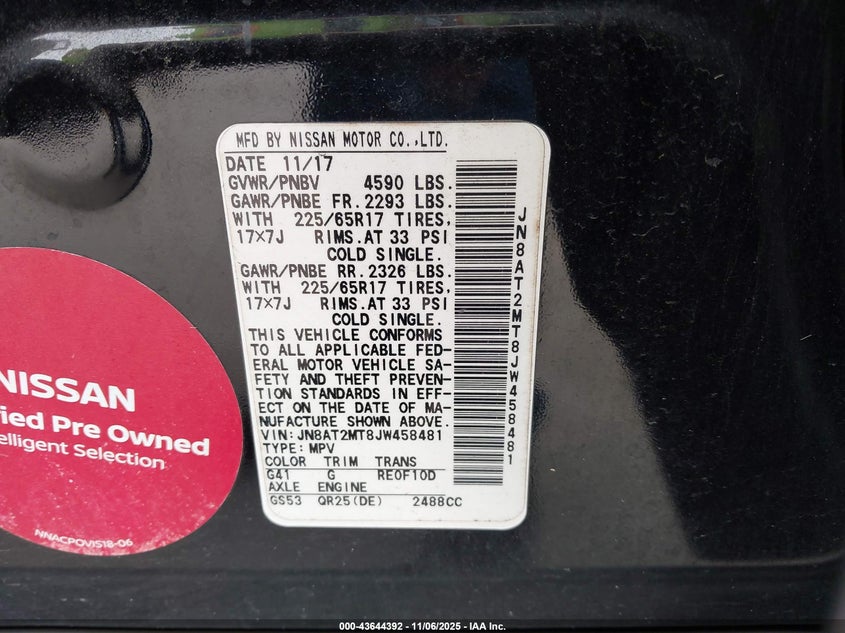 MFD BY NISSAN MOTOR CO.,LTD.
DATE 11/17
GVWR/PNBV 4590 LBS.
GAWR/PNBE FR. 2293 LBS.
WITH 225/65R17 TIRES,
17×7J RIMS.AT 33 PSI
COLD SINGLE.
GAWR/PNBE RR. 2326 LBS.
WITH 225/65R17 TIRES,
17×7J RIMS.AT 33 PSI
COLD SINGLE.
THIS VEHICLE CONFORMS
TO ALL APPLICABLE FED-
ERAL MOTOR VEHICLE SA-
FETY AND THEFT PREVEN-
TION STANDARDS IN EFF-
ECT ON THE DATE OF MA-
NUFACTURE SHOWN ABOVE.
VIN: JN8AT2MT8JW458481
TYPE: MPV
COLOR TRIM TRANS
G41 G RE0F10D
AXLE ENGINE
GS53 QR25(DE) 2488CC
JN8AT2MT8JW458481
NISSAN
fied Pre Owned
elligent Selection
NNACPOVIS18-06
000-43644392 - 11/06/2025 - IAA Inc.